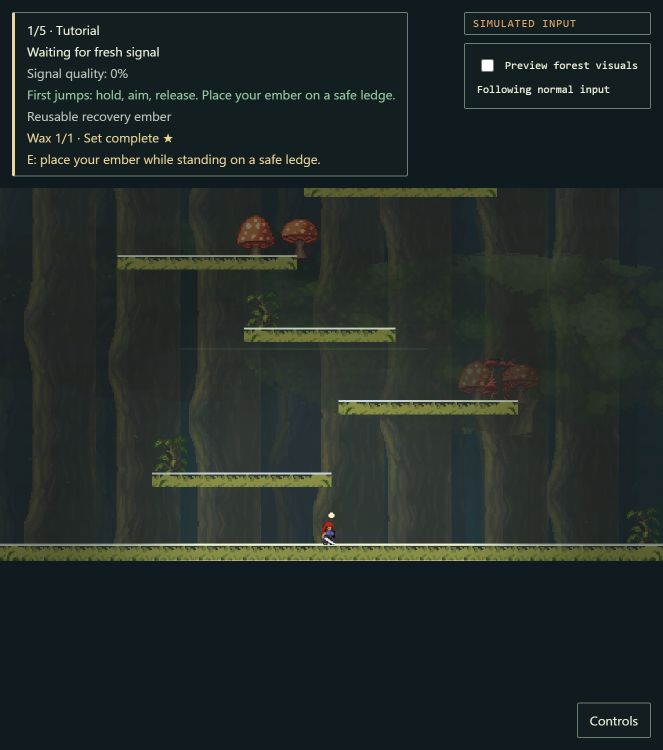 1/5 · Tutorial
Waiting for fresh signal
Signal quality: 0%
First jumps: hold, aim, release. Place your ember on a safe ledge.
Reusable recovery ember
Wax 1/1 · Set complete ★
E: place your ember while standing on a safe ledge.
SIMULATED INPUT
Preview forest visuals
Following normal input
Controls